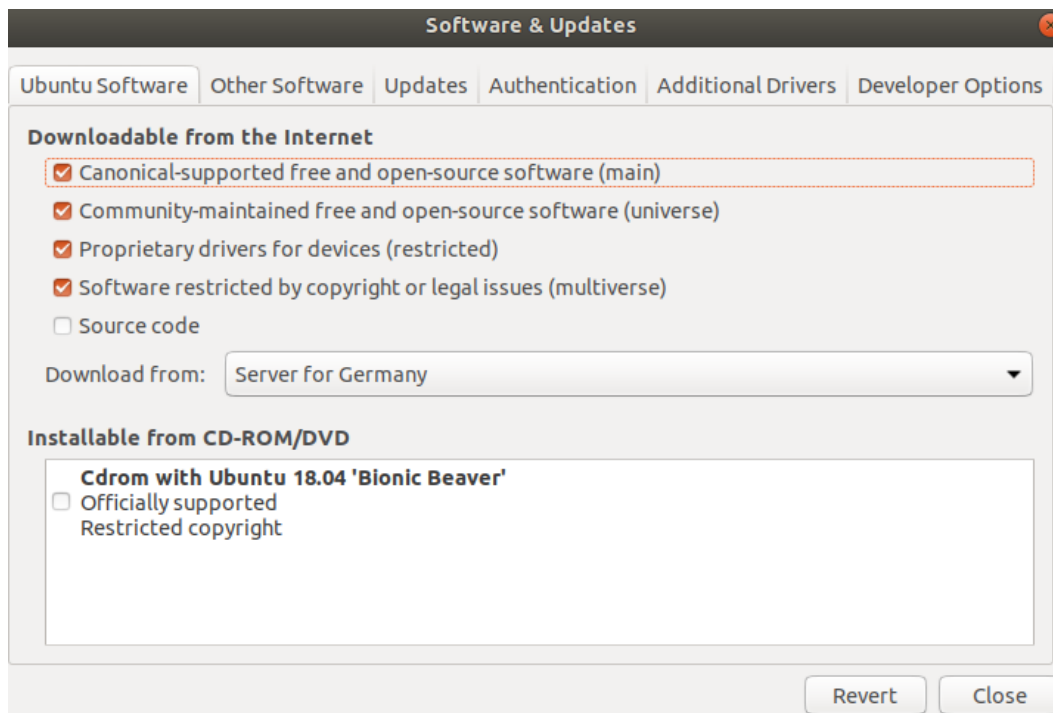 Software & Updates
Ubuntu Software Other Software Updates Authentication Additional Drivers Developer Options
Downloadable from the Internet
Canonical-supported free and open-source software (main)
Community-maintained free and open-source software (universe)
Proprietary drivers for devices (restricted)
Software restricted by copyright or legal issues (multiverse)
Source code
Download from: Server for Germany
Installable from CD-ROM/DVD
Cdrom with Ubuntu 18.04 'Bionic Beaver'
Officially supported
Restricted copyright
Revert Close